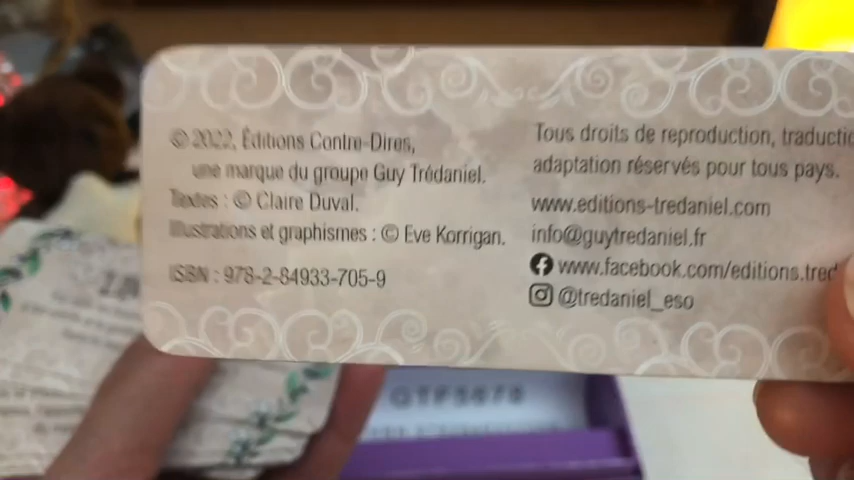 © 2022, Éditions Contre-Dires,
une marque du groupe Guy Trédaniel.
Textes : © Claire Duval.
Illustrations et graphismes : © Eve Korrigan.
ISBN : 978-2-84933-705-9
Tous droits de reproduction, traductio
adaptation réservés pour tous pays.
www.editions-tredaniel.com
info@guytredaniel.fr
www.facebook.com/editions.tred
@tredaniel_eso